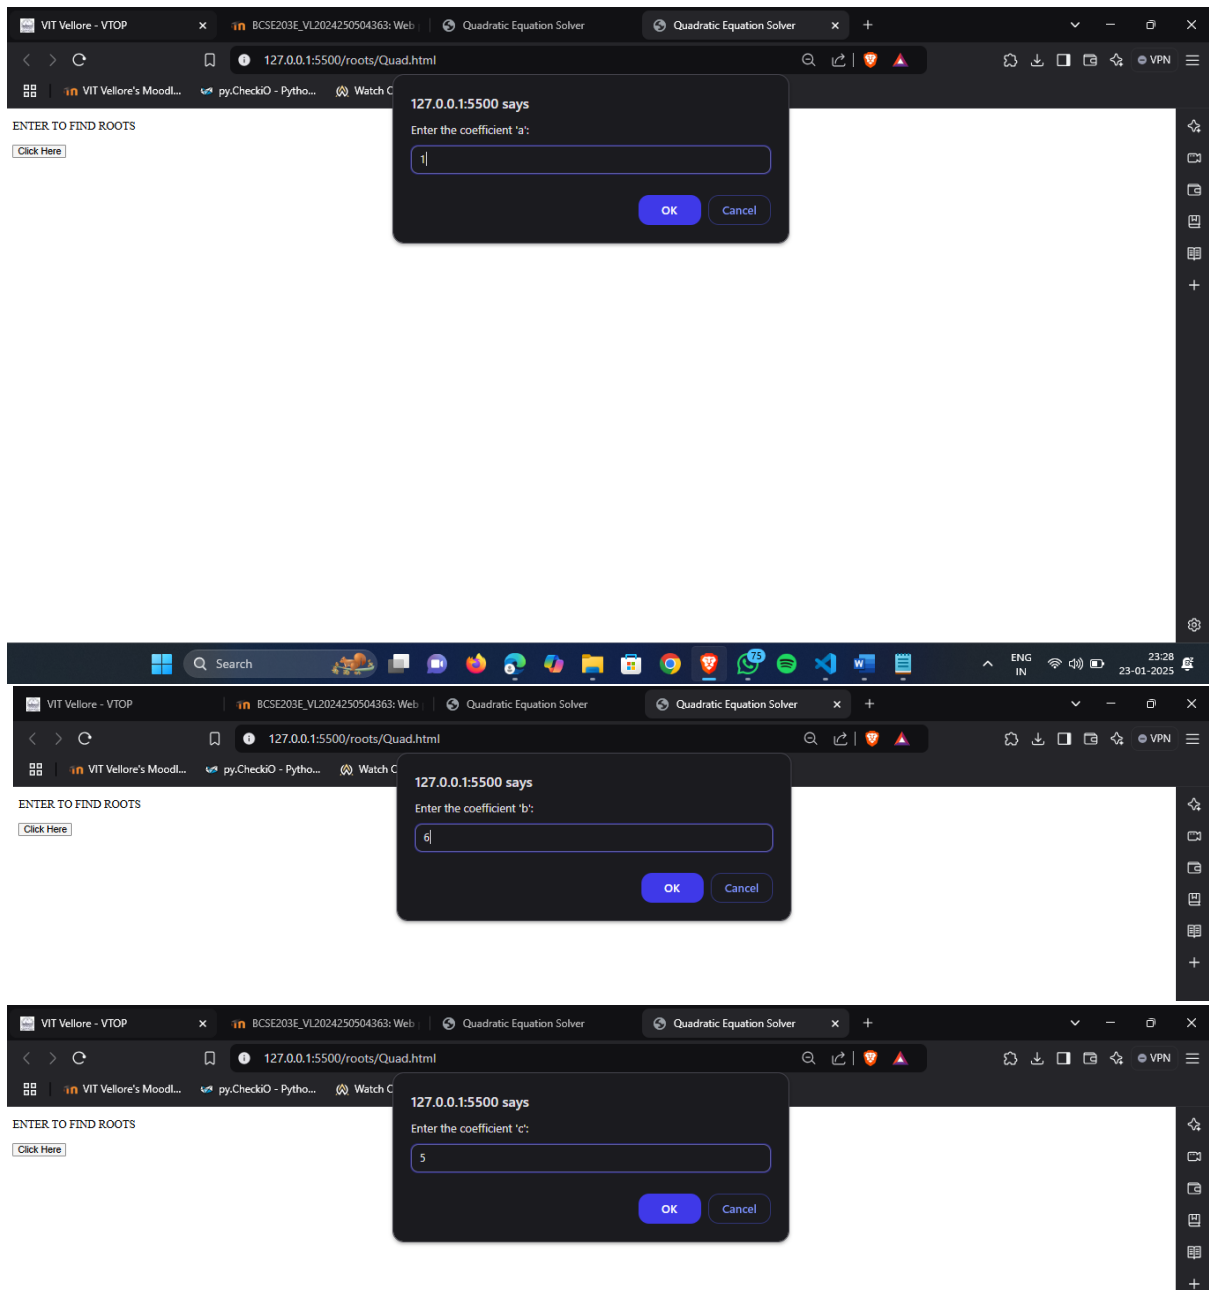 VIT Vellore - VTOP
BCSE203E_VL2024250504363: Web
Quadratic Equation Solver
Quadratic Equation Solver
127.0.0.1:5500/roots/Quad.html
VPN
VIT Vellore's Moodl...
py.CheckiO - Pytho...
Watch C
127.0.0.1:5500 says
Enter the coefficient 'a':
1
OK
Cancel
ENTER TO FIND ROOTS
Click Here
Search
75
ENG
IN
23:28
23-01-2025
VIT Vellore - VTOP
BCSE203E_VL2024250504363: Web
Quadratic Equation Solver
Quadratic Equation Solver
127.0.0.1:5500/roots/Quad.html
VPN
VIT Vellore's Moodl...
py.CheckiO - Pytho...
Watch C
127.0.0.1:5500 says
Enter the coefficient 'b':
6
OK
Cancel
ENTER TO FIND ROOTS
Click Here
VIT Vellore - VTOP
BCSE203E_VL2024250504363: Web
Quadratic Equation Solver
Quadratic Equation Solver
127.0.0.1:5500/roots/Quad.html
VPN
VIT Vellore's Moodl...
py.CheckiO - Pytho...
Watch C
127.0.0.1:5500 says
Enter the coefficient 'c':
5
OK
Cancel
ENTER TO FIND ROOTS
Click Here